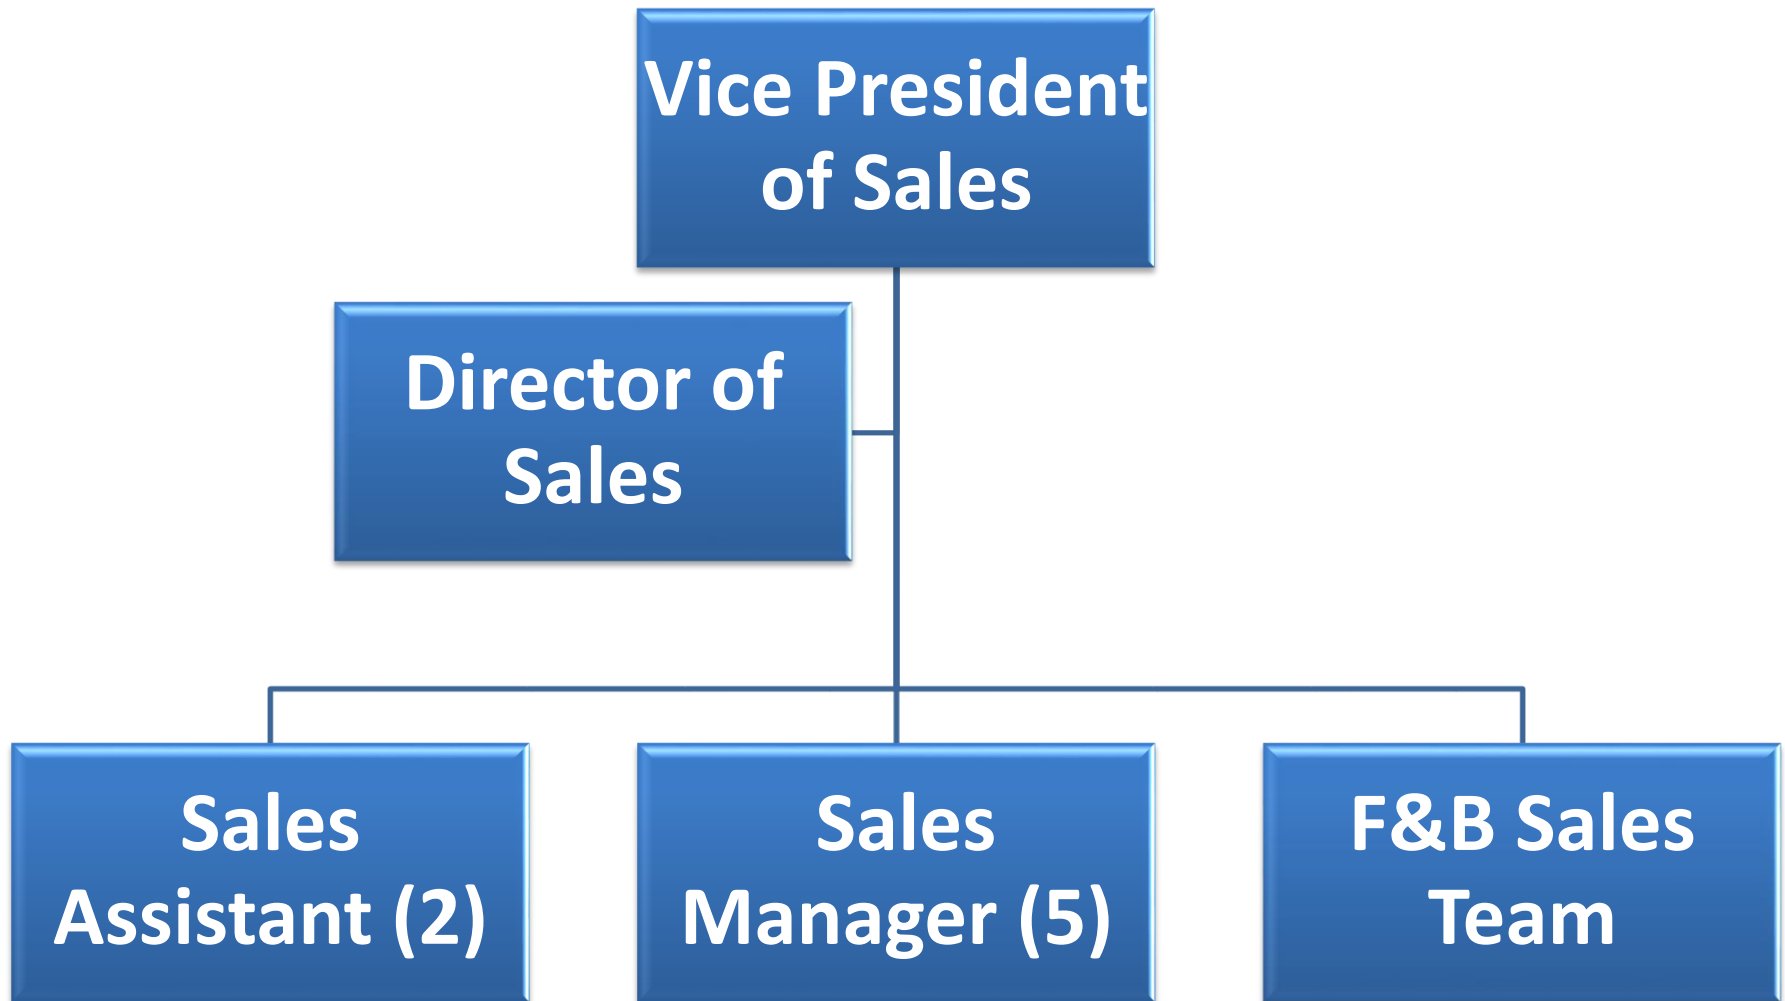 Vice President
of Sales
Director of
Sales
Sales
Assistant (2)
Sales
Manager (5)
F&B Sales
Team